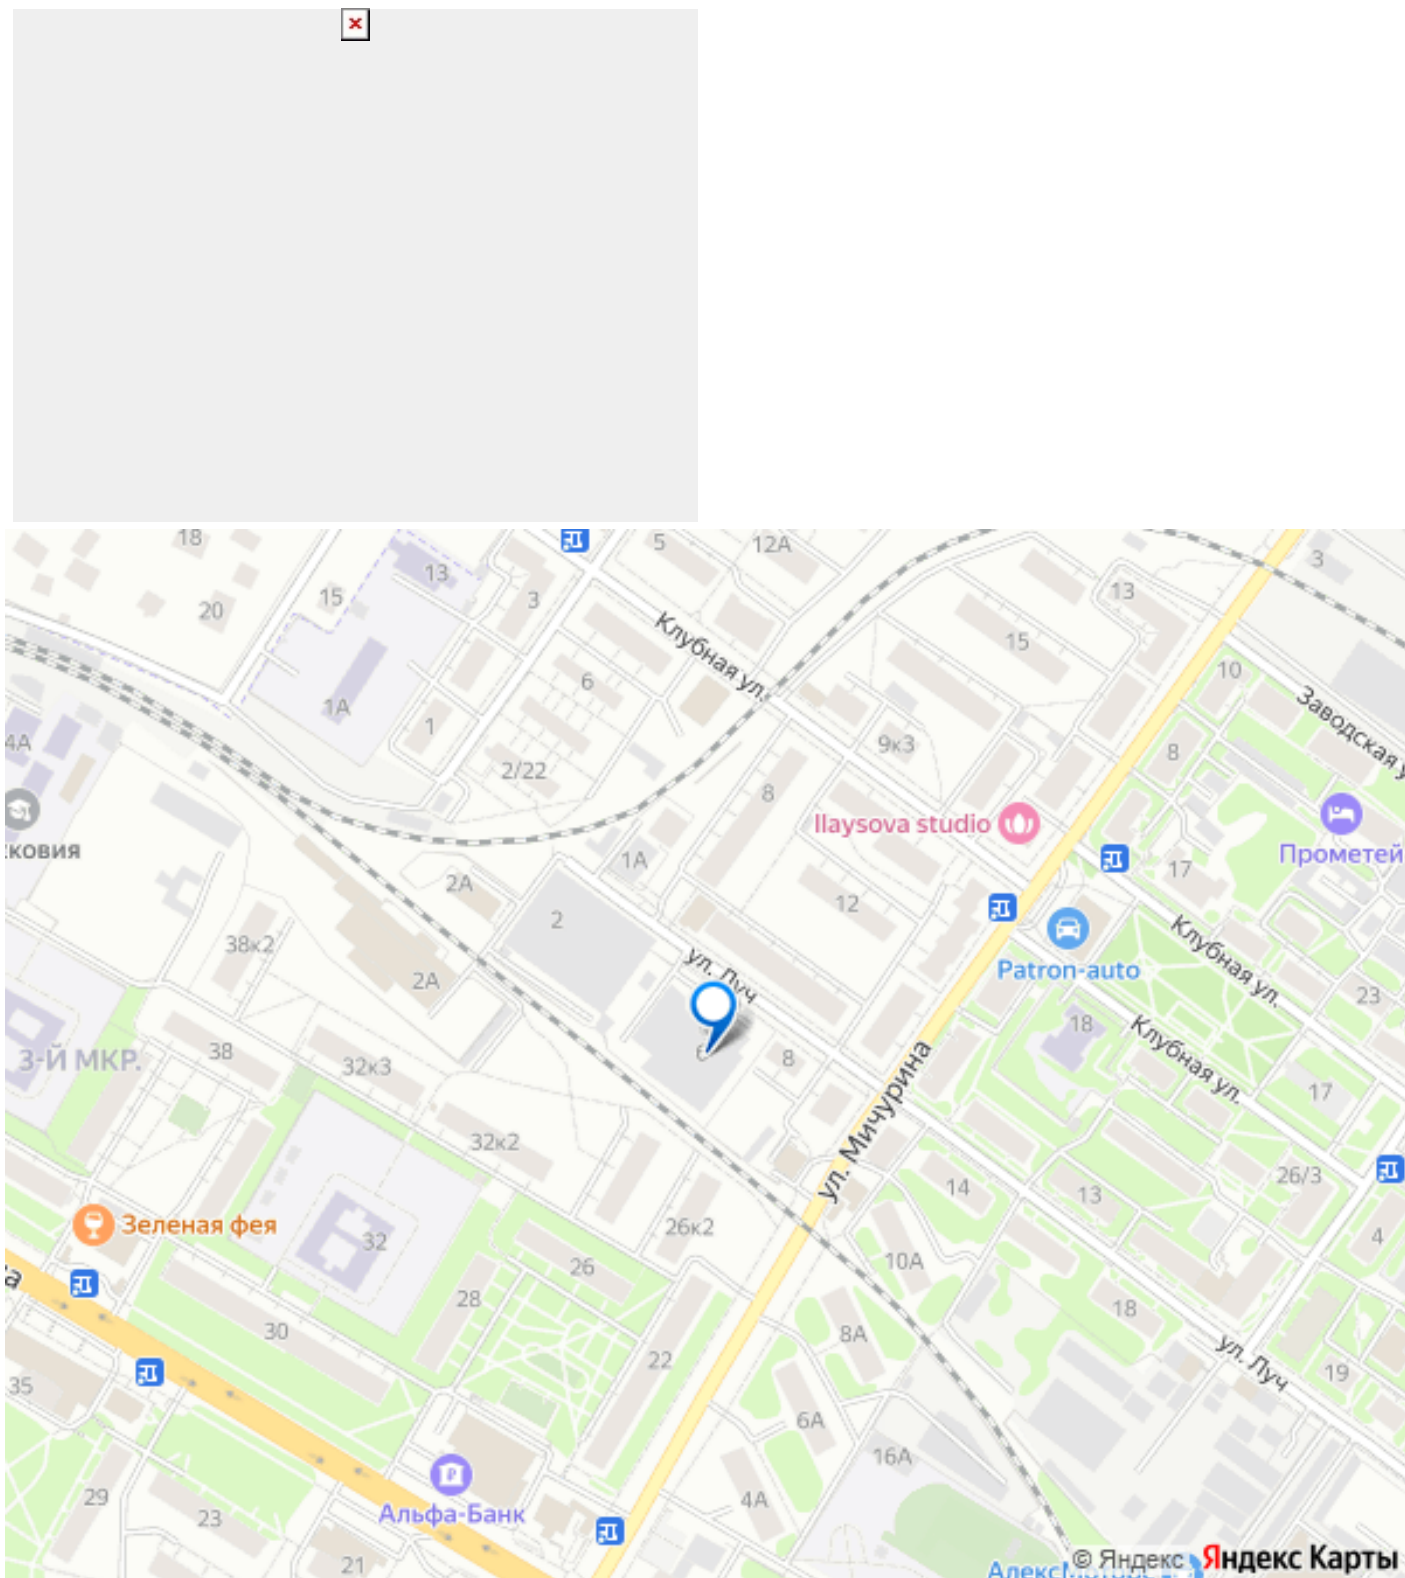 18
5
12А
3
13
15
20
3
13
15
Клубная ул.
6
10
1А
1
Заводская у
4А
9к3
8
2/22
8
Ilaysova studio
ковия
1А
17
Прометей
2А
12
2
38к2
Клубная ул.
ул. Луч
Patron-auto
2А
23
18
3-Й МКР.
38
32к3
6
8
Клубная ул.
17
ул. Мичурина
32к2
26/3
14
13
Зеленая фея
26к2
32
4
а
26
10А
28
18
30
8А
22
ул. Луч
35
19
6А
16А
29
4А
23
Альфа-Банк
21
© Яндекс Яндекс Карты